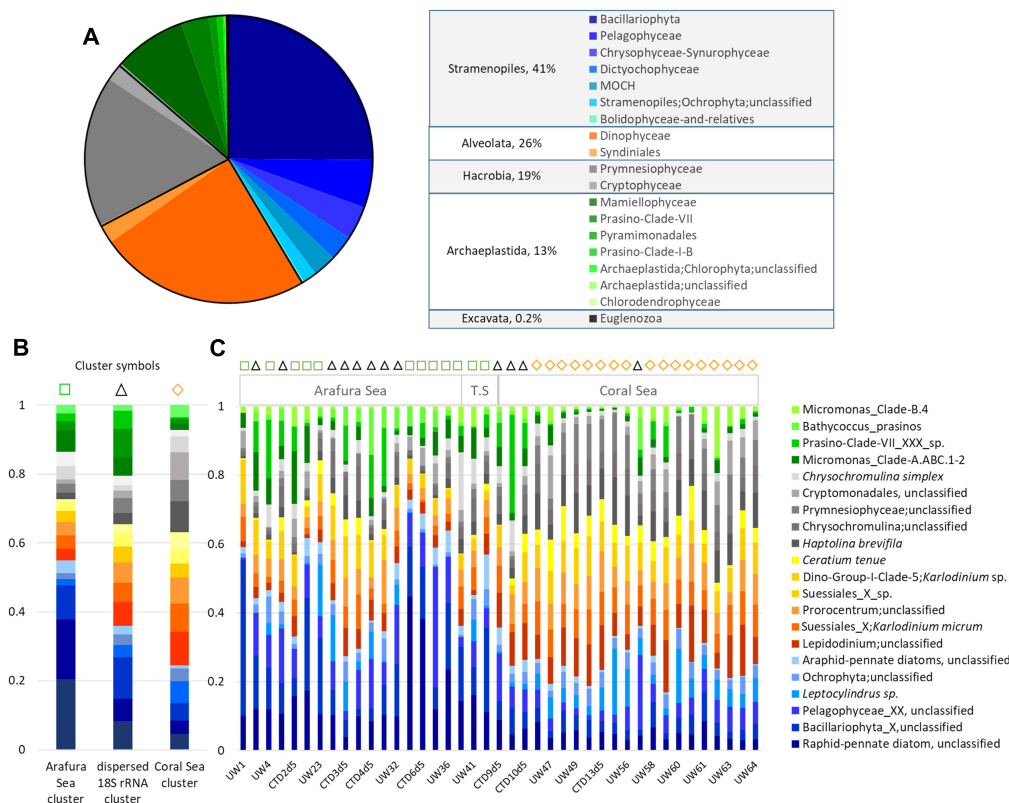 A
Stramenopiles, 41%
Bacillariophyta
Pelagophyceae
Chrysophyceae-Synurophyceae
Dictyochophyceae
MOCH
Stramenopiles;Ochrophyta;unclassified
Bolidophyceae-and-relatives
Alveolata, 26%
Dinophyceae
Syndiniales
Hacrobia, 19%
Prymnesiophyceae
Cryptophyceae
Archaeplastida, 13%
Mamiellophyceae
Prasino-Clade-VII
Pyramimonadales
Prasino-Clade-I-B
Archaeplastida;Chlorophyta;unclassified
Archaeplastida;unclassified
Chlorodendrophyceae
Excavata, 0.2%
Euglenozoa
B
Cluster symbols
1
0.8
0.6
0.4
0.2
0
Arafura Sea cluster
dispersed 18S rRNA cluster
Coral Sea cluster
C
Arafura Sea
T.S
Coral Sea
1
0.8
0.6
0.4
0.2
0
UW1
UW4
CTD2d5
UW23
CTD3d5
CTD4d5
UW32
CTD6d5
UW36
UW41
CTD9d5
CTD10d5
UW47
UW49
CTD13d5
UW56
UW58
UW60
UW61
UW63
UW64
Micromonas_Clade-B.4
Bathycoccus_prasinos
Prasino-Clade-VII_XXX_sp.
Micromonas_Clade-A.ABC.1-2
Chrysochromulina simplex
Cryptomonadales, unclassified
Prymnesiophyceae;unclassified
Chrysochromulina;unclassified
Haptolina brevifila
Ceratium tenue
Dino-Group-I-Clade-5;Karlodinium sp.
Suessiales_X_sp.
Prorocentrum;unclassified
Suessiales_X;Karlodinium micrum
Lepidodinium;unclassified
Araphid-pennate diatoms, unclassified
Ochrophyta;unclassified
Leptocylindrus sp.
Pelagophyceae_XX, unclassified
Bacillariophyta_X,unclassified
Raphid-pennate diatom, unclassified